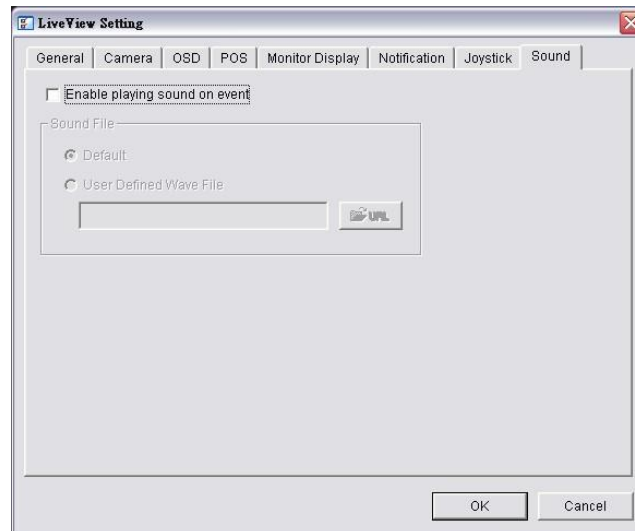 LiveView Setting
General Camera OSD POS Monitor Display Notification Joystick Sound
Enable playing sound on event
Sound File
Default
User Defined Wave File
URL
OK Cancel